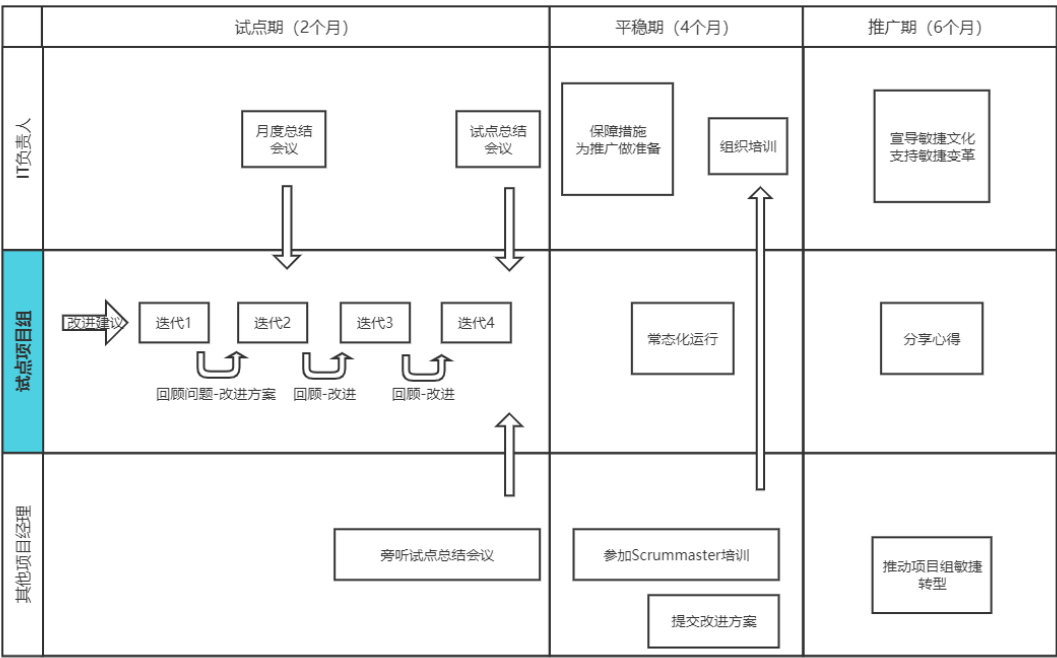 试点期（2个月）
平稳期（4个月）
推广期（6个月）
IT负责人
月度总结
会议
试点总结
会议
保障措施
为推广做准备
组织培训
宣导敏捷文化
支持敏捷变革
试点项目组
改进建议
迭代1
迭代2
迭代3
迭代4
回顾问题-改进方案
回顾-改进
回顾-改进
常态化运行
分享心得
其他项目经理
旁听试点总结会议
参加Scrummaster培训
提交改进方案
推动项目组敏捷
转型